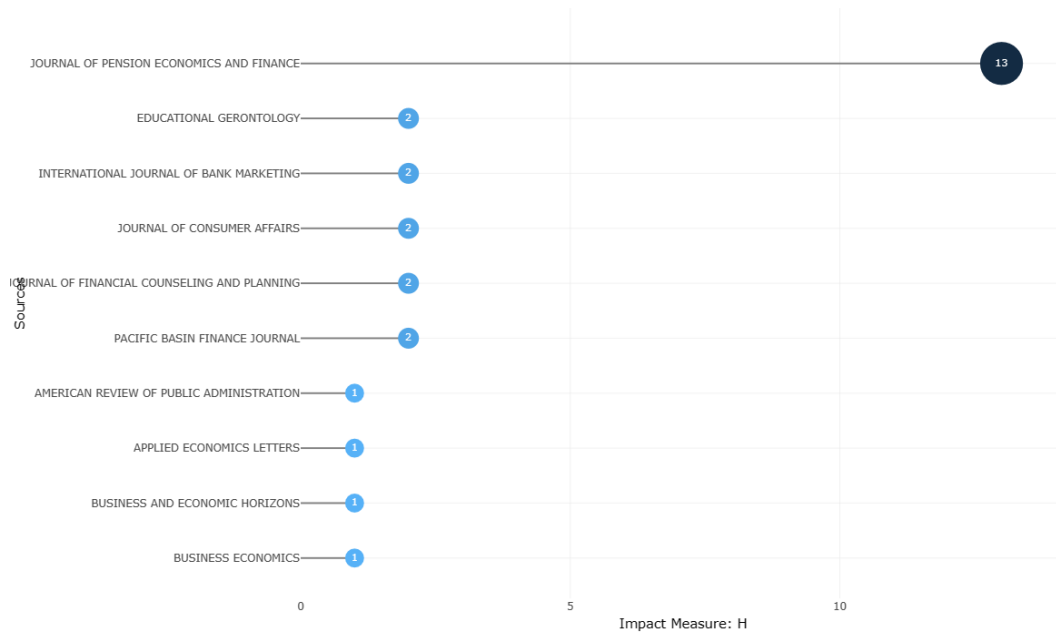 JOURNAL OF PENSION ECONOMICS AND FINANCE 13
EDUCATIONAL GERONTOLOGY 2
INTERNATIONAL JOURNAL OF BANK MARKETING 2
JOURNAL OF CONSUMER AFFAIRS 2
JOURNAL OF FINANCIAL COUNSELING AND PLANNING 2
PACIFIC BASIN FINANCE JOURNAL 2
AMERICAN REVIEW OF PUBLIC ADMINISTRATION 1
APPLIED ECONOMICS LETTERS 1
BUSINESS AND ECONOMIC HORIZONS 1
BUSINESS ECONOMICS 1
Sources
0 5 10
Impact Measure: H